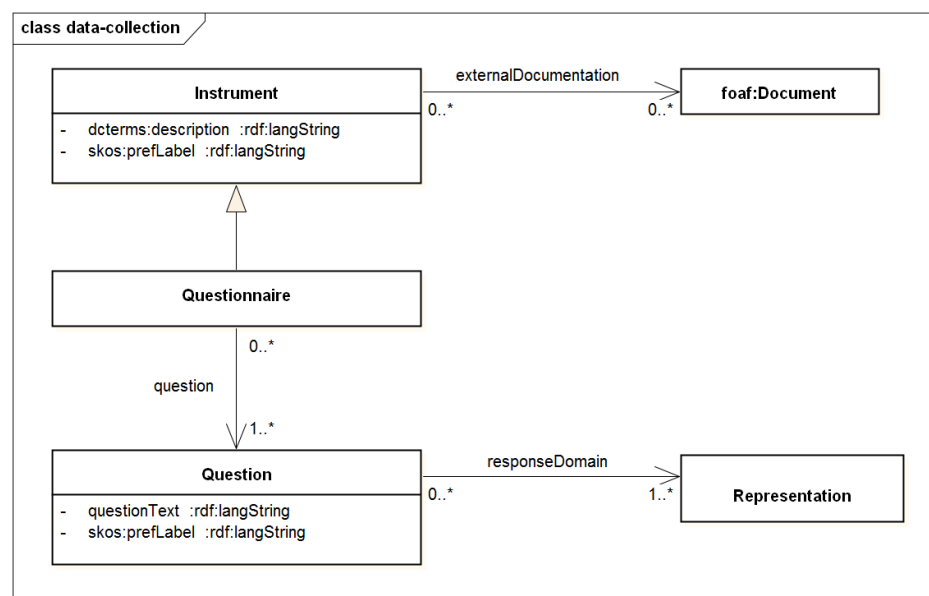 class data-collection
Instrument
- dcterms:description :rdf:langString
- skos:prefLabel :rdf:langString
externalDocumentation
0..*
0..*
foaf:Document
Questionnaire
0..*
question
1..*
Question
- questionText :rdf:langString
- skos:prefLabel :rdf:langString
responseDomain
0..*
1..*
Representation